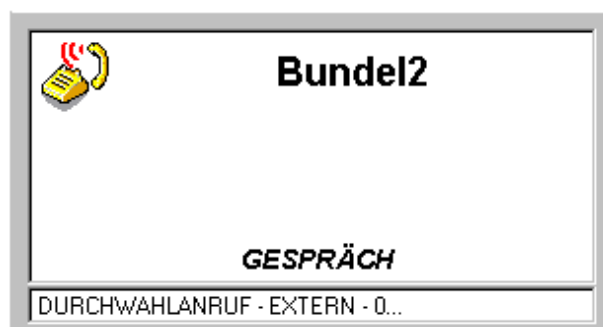 Bundel2
GESPRÄCH
DURCHWAHLANRUF - EXTERN - 0...